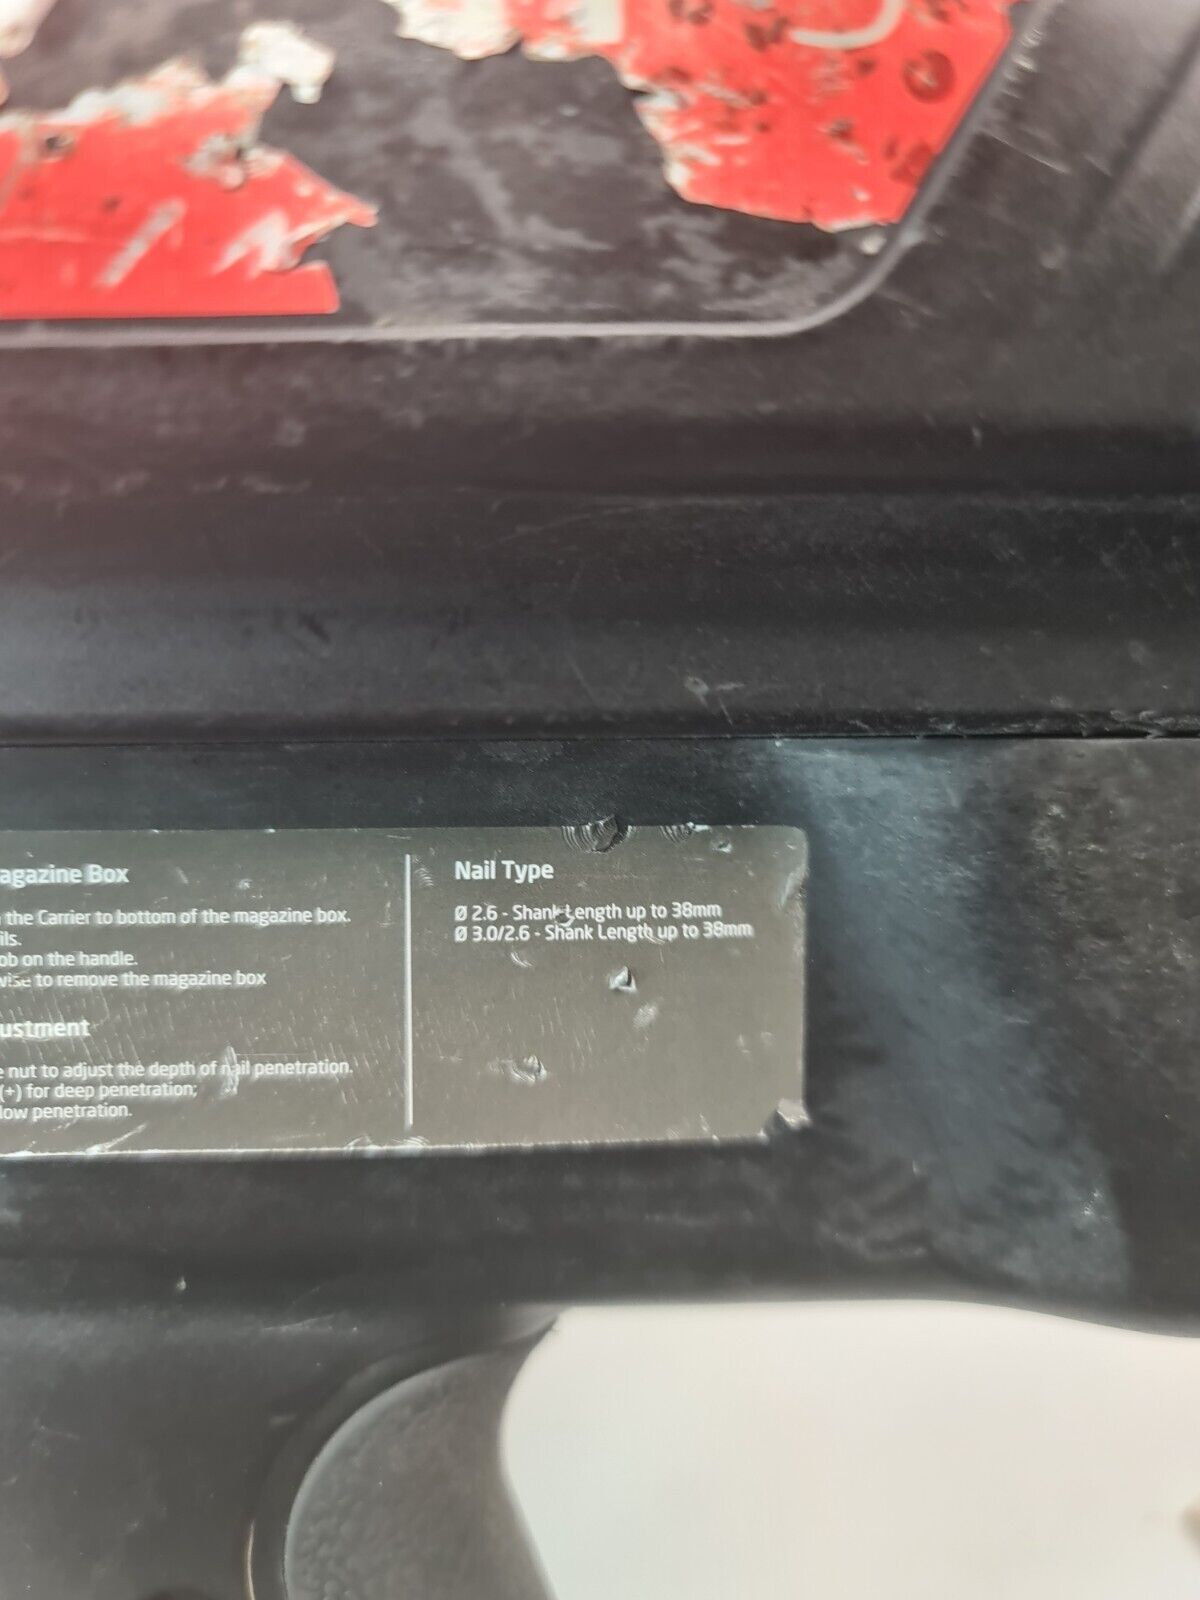 agazine Box
the Carrier to bottom of the magazine box.
ils.
ob on the handle.
wise to remove the magazine box
ustment
e nut to adjust the depth of nail penetration.
(+) for deep penetration;
low penetration.
Nail Type
Ø 2.6 - Shank Length up to 38mm
Ø 3.0/2.6 - Shank Length up to 38mm